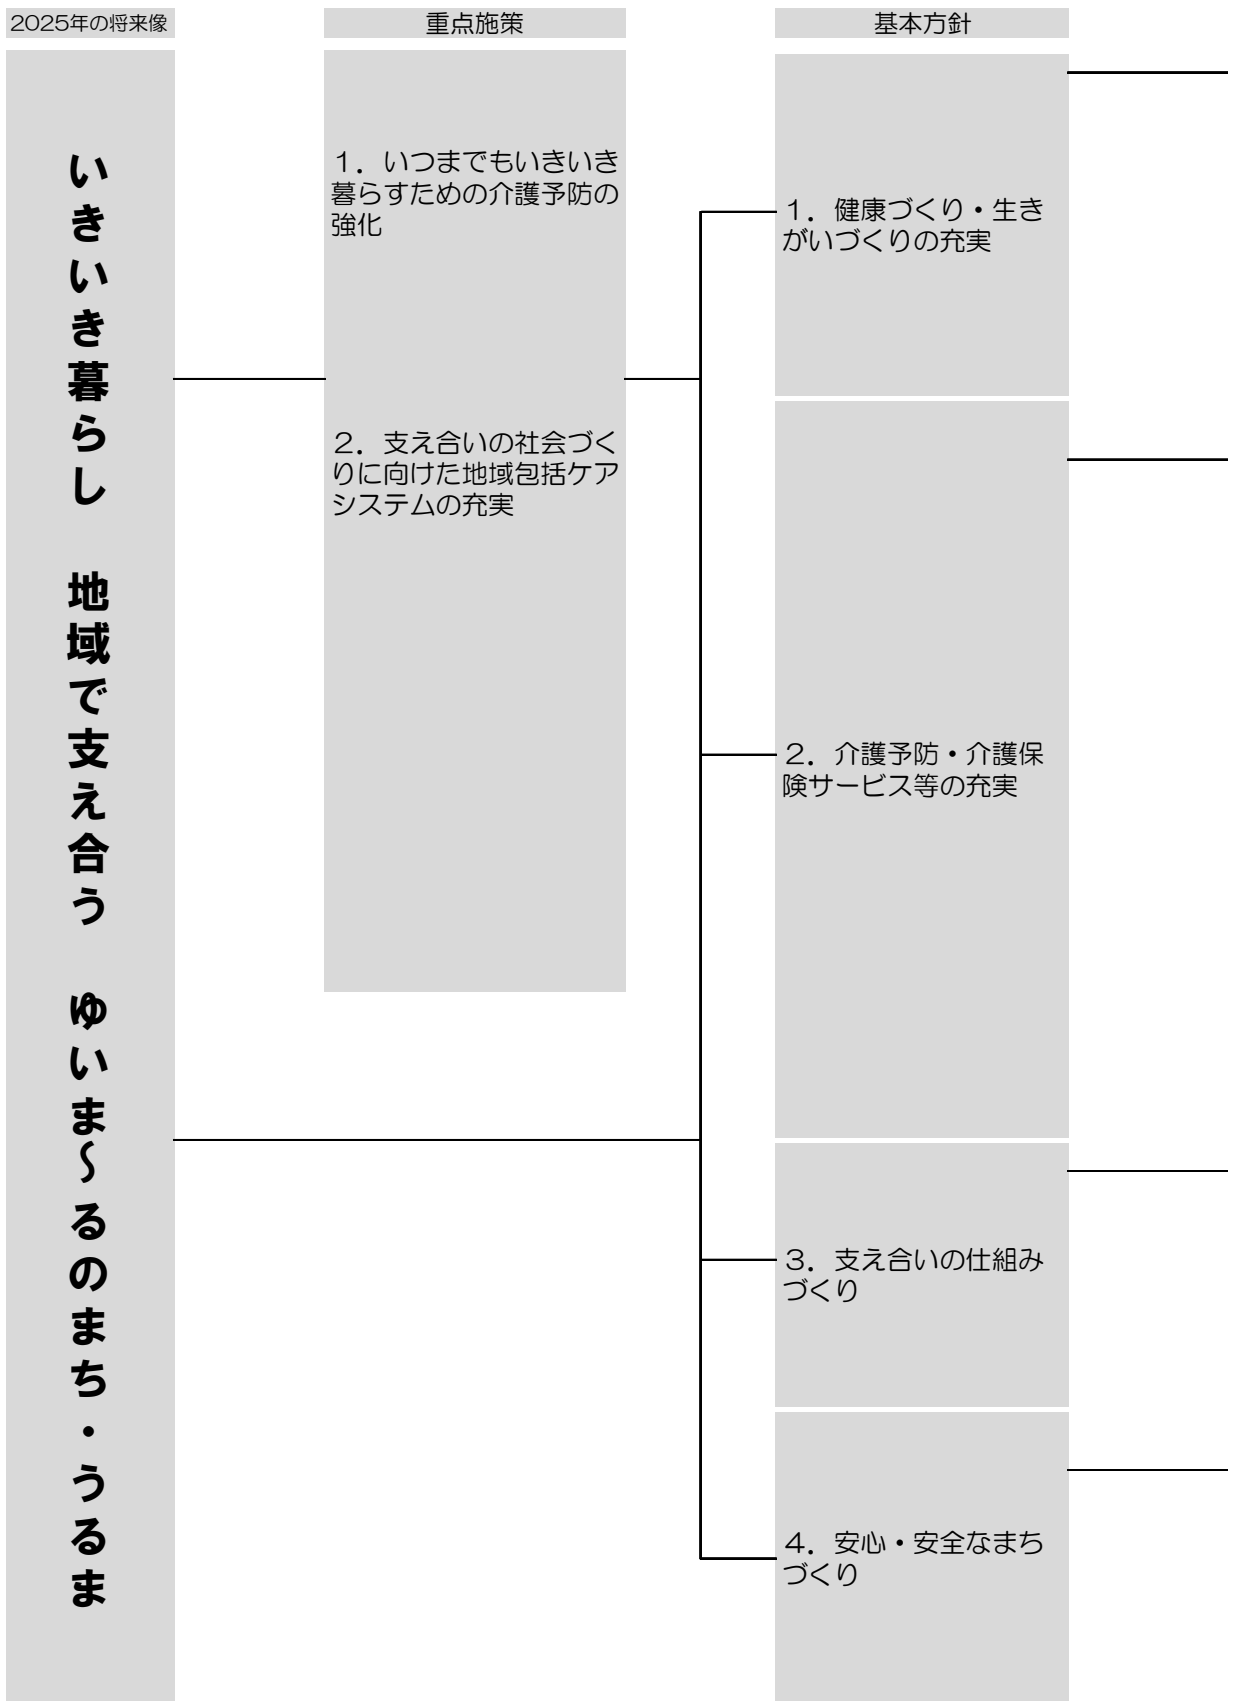 2025年の将来像
重点施策
基本方針
いきいき暮らし　地域で支え合う　ゆいま～るのまち・うるま
１．いつまでもいきいき
暮らすための介護予防の
強化
２．支え合いの社会づく
りに向けた地域包括ケア
システムの充実
１．健康づくり・生き
がいづくりの充実
２．介護予防・介護保
険サービス等の充実
３．支え合いの仕組み
づくり
４．安心・安全なまち
づくり